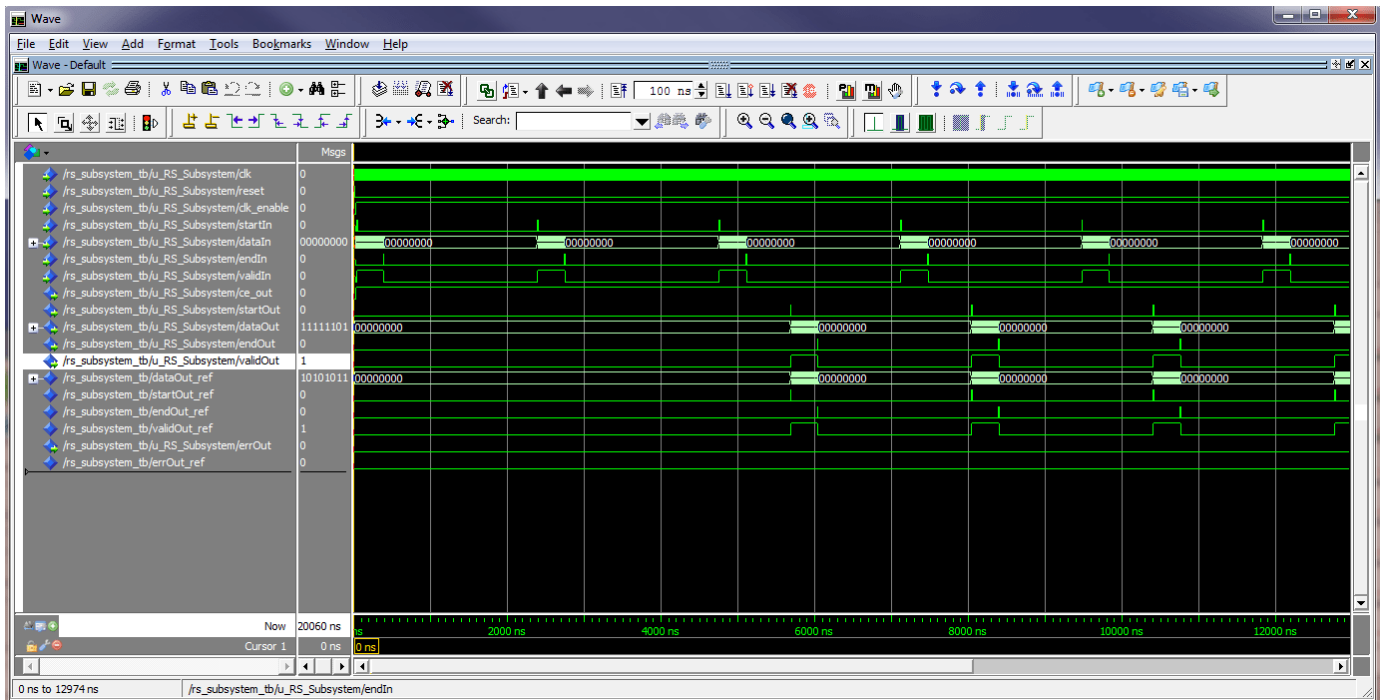 Wave
File Edit View Add Format Tools Bookmarks Window Help
Wave - Default
100 ns
Search:
Msgs
/rs_subsystem_tb/u_RS_Subsystem/clk 0
/rs_subsystem_tb/u_RS_Subsystem/reset 0
/rs_subsystem_tb/u_RS_Subsystem/clk_enable 0
/rs_subsystem_tb/u_RS_Subsystem/startIn 0
/rs_subsystem_tb/u_RS_Subsystem/dataIn 00000000 00000000 00000000 00000000 00000000 00000000 00000000
/rs_subsystem_tb/u_RS_Subsystem/endIn 0
/rs_subsystem_tb/u_RS_Subsystem/validIn 0
/rs_subsystem_tb/u_RS_Subsystem/ce_out 0
/rs_subsystem_tb/u_RS_Subsystem/startOut 0
/rs_subsystem_tb/u_RS_Subsystem/dataOut 11111101 00000000 00000000 00000000 00000000
/rs_subsystem_tb/u_RS_Subsystem/endOut 0
/rs_subsystem_tb/u_RS_Subsystem/validOut 1
/rs_subsystem_tb/dataOut_ref 10101011 00000000 00000000 00000000 00000000
/rs_subsystem_tb/startOut_ref 0
/rs_subsystem_tb/endOut_ref 0
/rs_subsystem_tb/validOut_ref 1
/rs_subsystem_tb/u_RS_Subsystem/errOut 0
/rs_subsystem_tb/errOut_ref 0
Now 20060 ns ns 2000 ns 4000 ns 6000 ns 8000 ns 10000 ns 12000 ns
Cursor 1 0 ns 0 ns
0 ns to 12974 ns /rs_subsystem_tb/u_RS_Subsystem/endIn